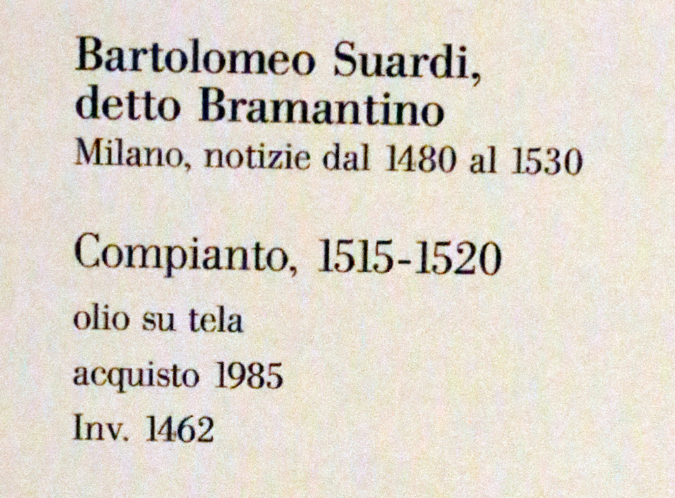 Bartolomeo Suardi,
detto Bramantino
Milano, notizie dal 1480 al 1530
Compianto, 1515-1520
olio su tela
acquisto 1985
Inv. 1462